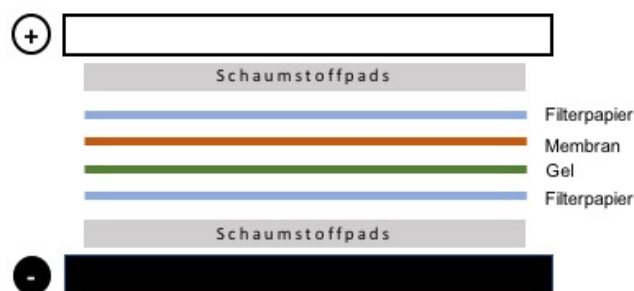 +
Schaumstoffpads
Filterpapier
Membran
Gel
Filterpapier
Schaumstoffpads
-